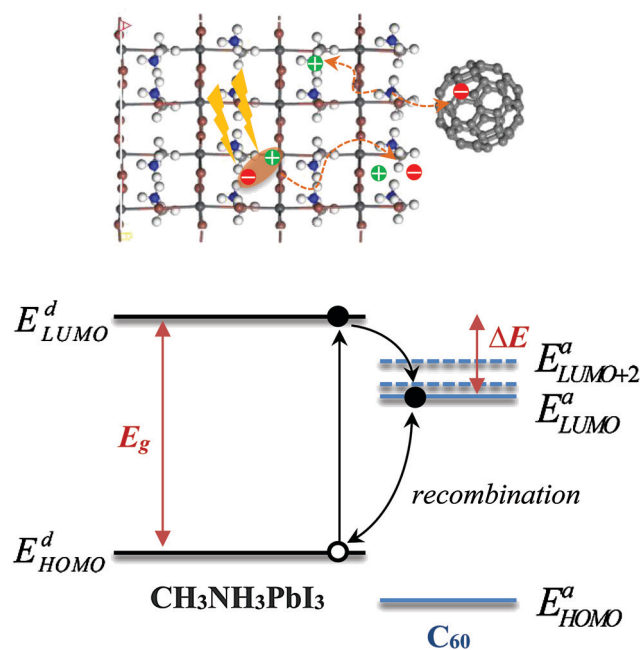 A
B
+
−
+
−
+
−
E^d_LUMO
ΔE
E^a_LUMO+2
E^a_LUMO
E_g
recombination
E^d_HOMO
CH₃NH₃PbI₃
E^a_HOMO
C₆₀